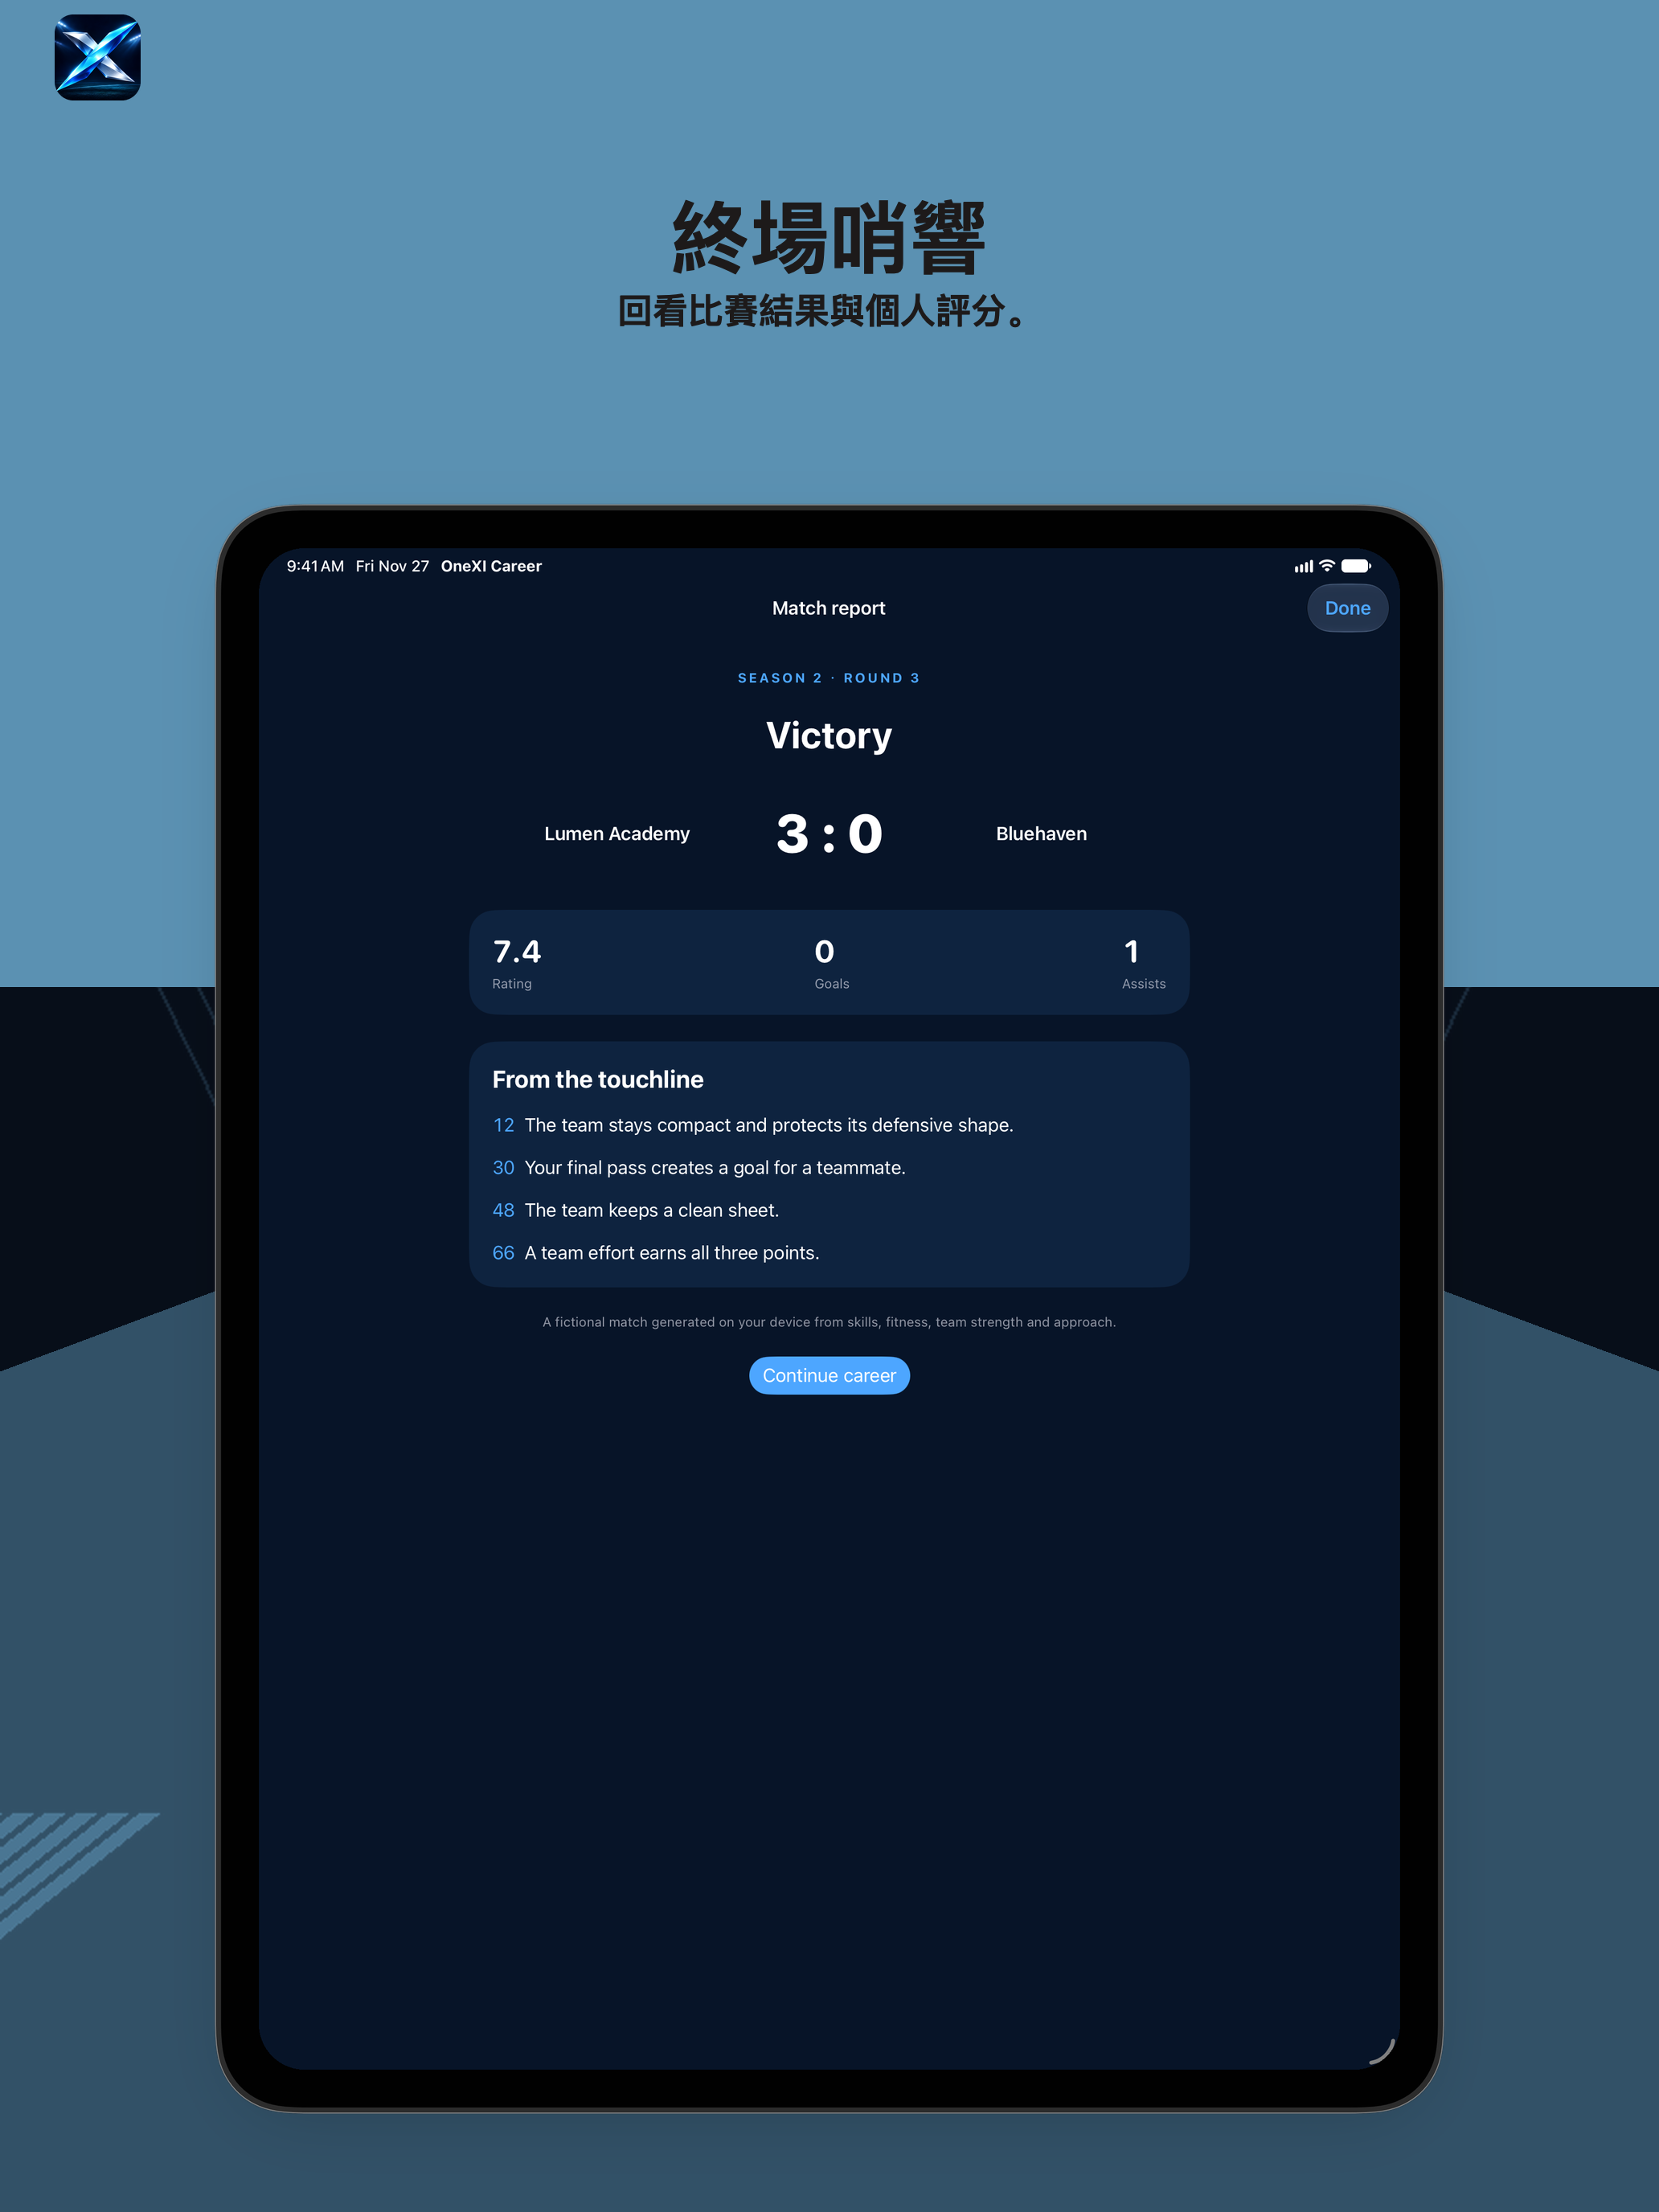 終場哨響
回看比賽結果與個人評分。
9:41 AM Fri Nov 27 OneXI Career
Match report
Done
SEASON 2 · ROUND 3
Victory
Lumen Academy 3 : 0 Bluehaven
7.4 0 1
Rating Goals Assists
From the touchline
12 The team stays compact and protects its defensive shape.
30 Your final pass creates a goal for a teammate.
48 The team keeps a clean sheet.
66 A team effort earns all three points.
A fictional match generated on your device from skills, fitness, team strength and approach.
Continue career